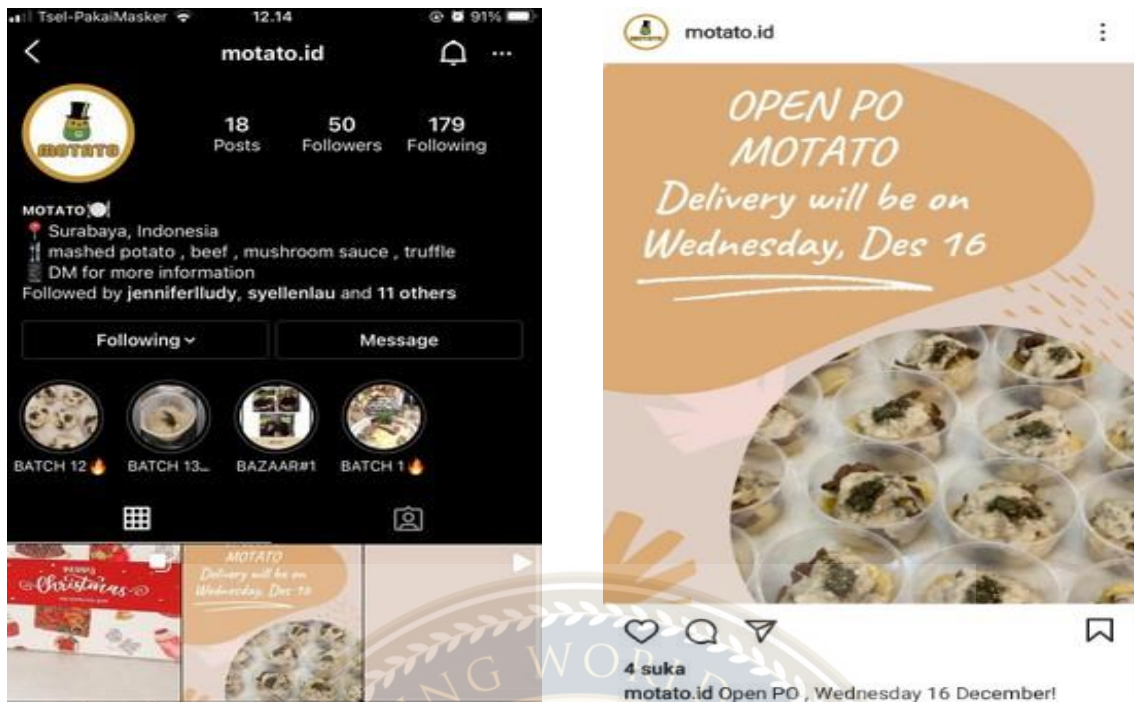 Tsel-PakaiMasker 12.14 91%
motato.id
MOTATO
18 50 179
Posts Followers Following
MOTATO
Surabaya, Indonesia
mashed potato , beef , mushroom sauce , truffle
DM for more information
Followed by jenniferlludy, syellenlau and 11 others
Following Message
BATCH 12 BATCH 13... BAZAAR#1 BATCH 1
MERRY
Christmas
MOTATO
Delivery will be on
Wednesday, Des 16
motato.id
OPEN PO
MOTATO
Delivery will be on
Wednesday, Des 16
4 suka
motato.id Open PO , Wednesday 16 December!